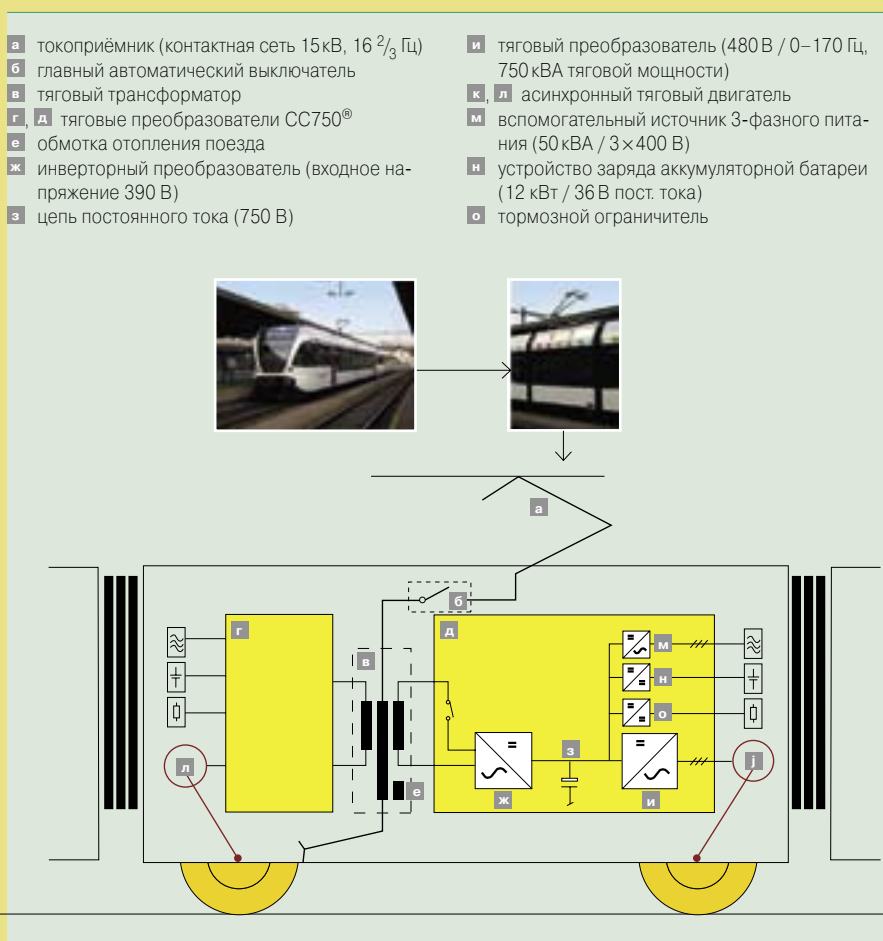 а токоприёмник (контактная сеть 15 кВ, 16 2/3 Гц)
б главный автоматический выключатель
в тяговый трансформатор
г, д тяговые преобразователи СС750®
е обмотка отопления поезда
ж инверторный преобразователь (входное на-
пряжение 390 В)
з цепь постоянного тока (750 В)
и тяговый преобразователь (480 В / 0–170 Гц,
750 кВА тяговой мощности)
к, л асинхронный тяговый двигатель
м вспомогательный источник 3-фазного пита-
ния (50 кВА / 3×400 В)
н устройство заряда аккумуляторной батареи
(12 кВт / 36 В пост. тока)
о тормозной ограничитель
а
б
г
д
в
м
н
о
з
л
j
е
ж
и